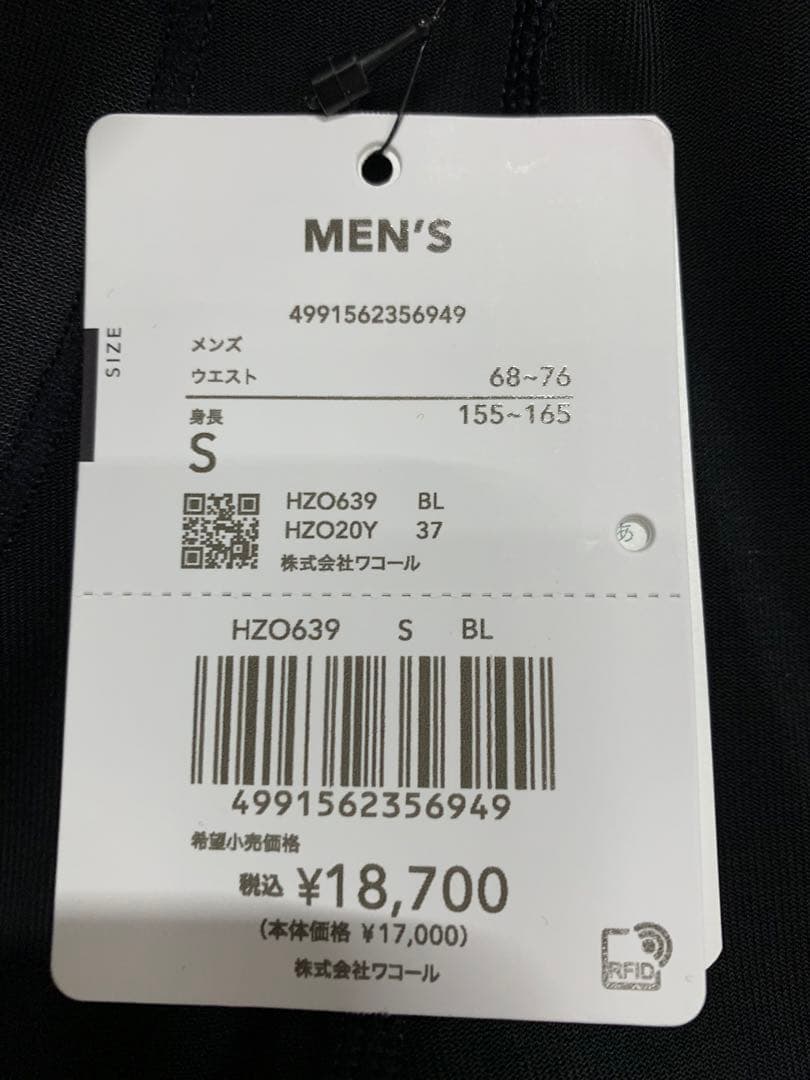 MEN'S
4991562356949
SIZE
メンズ
ウエスト 68~76
身長 155~165
S
HZO639 BL
HZO20Y 37
株式会社ワコール
あ
HZO639 S BL
4991562356949
希望小売価格
税込 ¥18,700
(本体価格 ¥17,000)
株式会社ワコール
RFID